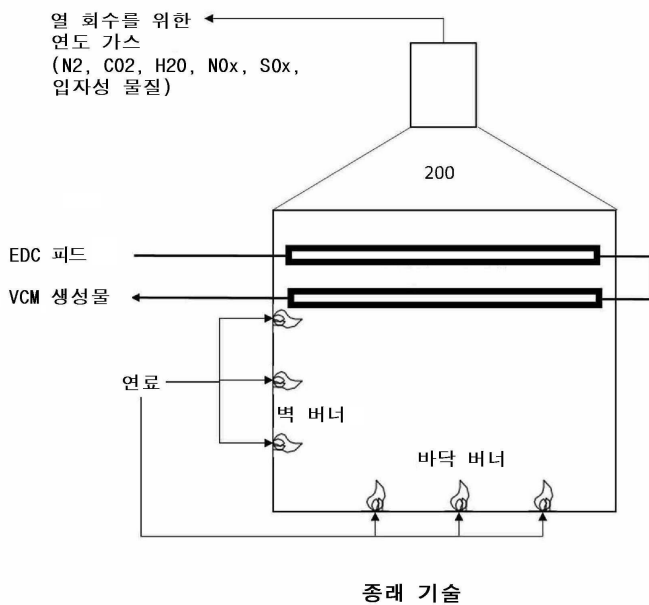 열 회수를 위한
연도 가스
(N2, CO2, H2O, NOx, SOx,
입자성 물질)
200
EDC 피드
VCM 생성물
연료
벽 버너
바닥 버너
종래 기술